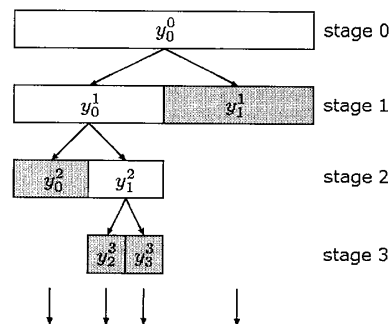 y_0^0 stage 0
y_0^1 y_1^1 stage 1
y_0^2 y_1^2 stage 2
y_2^3 y_3^3 stage 3